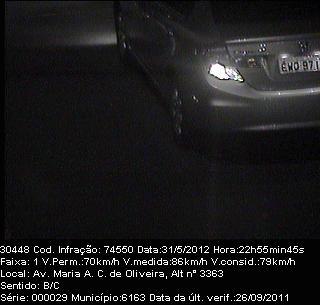 30448 Cod. Infração: 74550 Data:31/5/2012 Hora:22h55min45s
Faixa: 1 V.Perm.:70km/h V.medida:86km/h V.consid.:79km/h
Local: Av. Maria A. C. de Oliveira, Alt nº 3363
Sentido: B/C
Série: 000029 Município:6163 Data da últ. verif.:26/09/2011